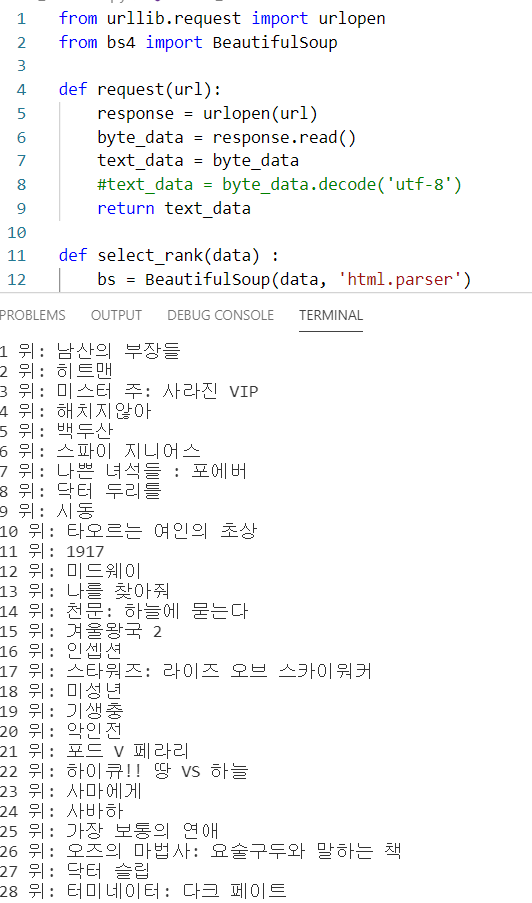 1 from urllib.request import urlopen
2 from bs4 import BeautifulSoup
3
4 def request(url):
5 response = urlopen(url)
6 byte_data = response.read()
7 text_data = byte_data
8 #text_data = byte_data.decode('utf-8')
9 return text_data
10
11 def select_rank(data) :
12 bs = BeautifulSoup(data, 'html.parser')
PROBLEMS OUTPUT DEBUG CONSOLE TERMINAL
1 위: 남산의 부장들
2 위: 히트맨
3 위: 미스터 주: 사라진 VIP
4 위: 해치지않아
5 위: 백두산
6 위: 스파이 지니어스
7 위: 나쁜 녀석들 : 포에버
8 위: 닥터 두리틀
9 위: 시동
10 위: 타오르는 여인의 초상
11 위: 1917
12 위: 미드웨이
13 위: 나를 찾아줘
14 위: 천문: 하늘에 묻는다
15 위: 겨울왕국 2
16 위: 인셉션
17 위: 스타워즈: 라이즈 오브 스카이워커
18 위: 미성년
19 위: 기생충
20 위: 악인전
21 위: 포드 V 페라리
22 위: 하이큐!! 땅 VS 하늘
23 위: 사마에게
24 위: 사바하
25 위: 가장 보통의 연애
26 위: 오즈의 마법사: 요술구두와 말하는 책
27 위: 닥터 슬립
28 위: 터미네이터: 다크 페이트